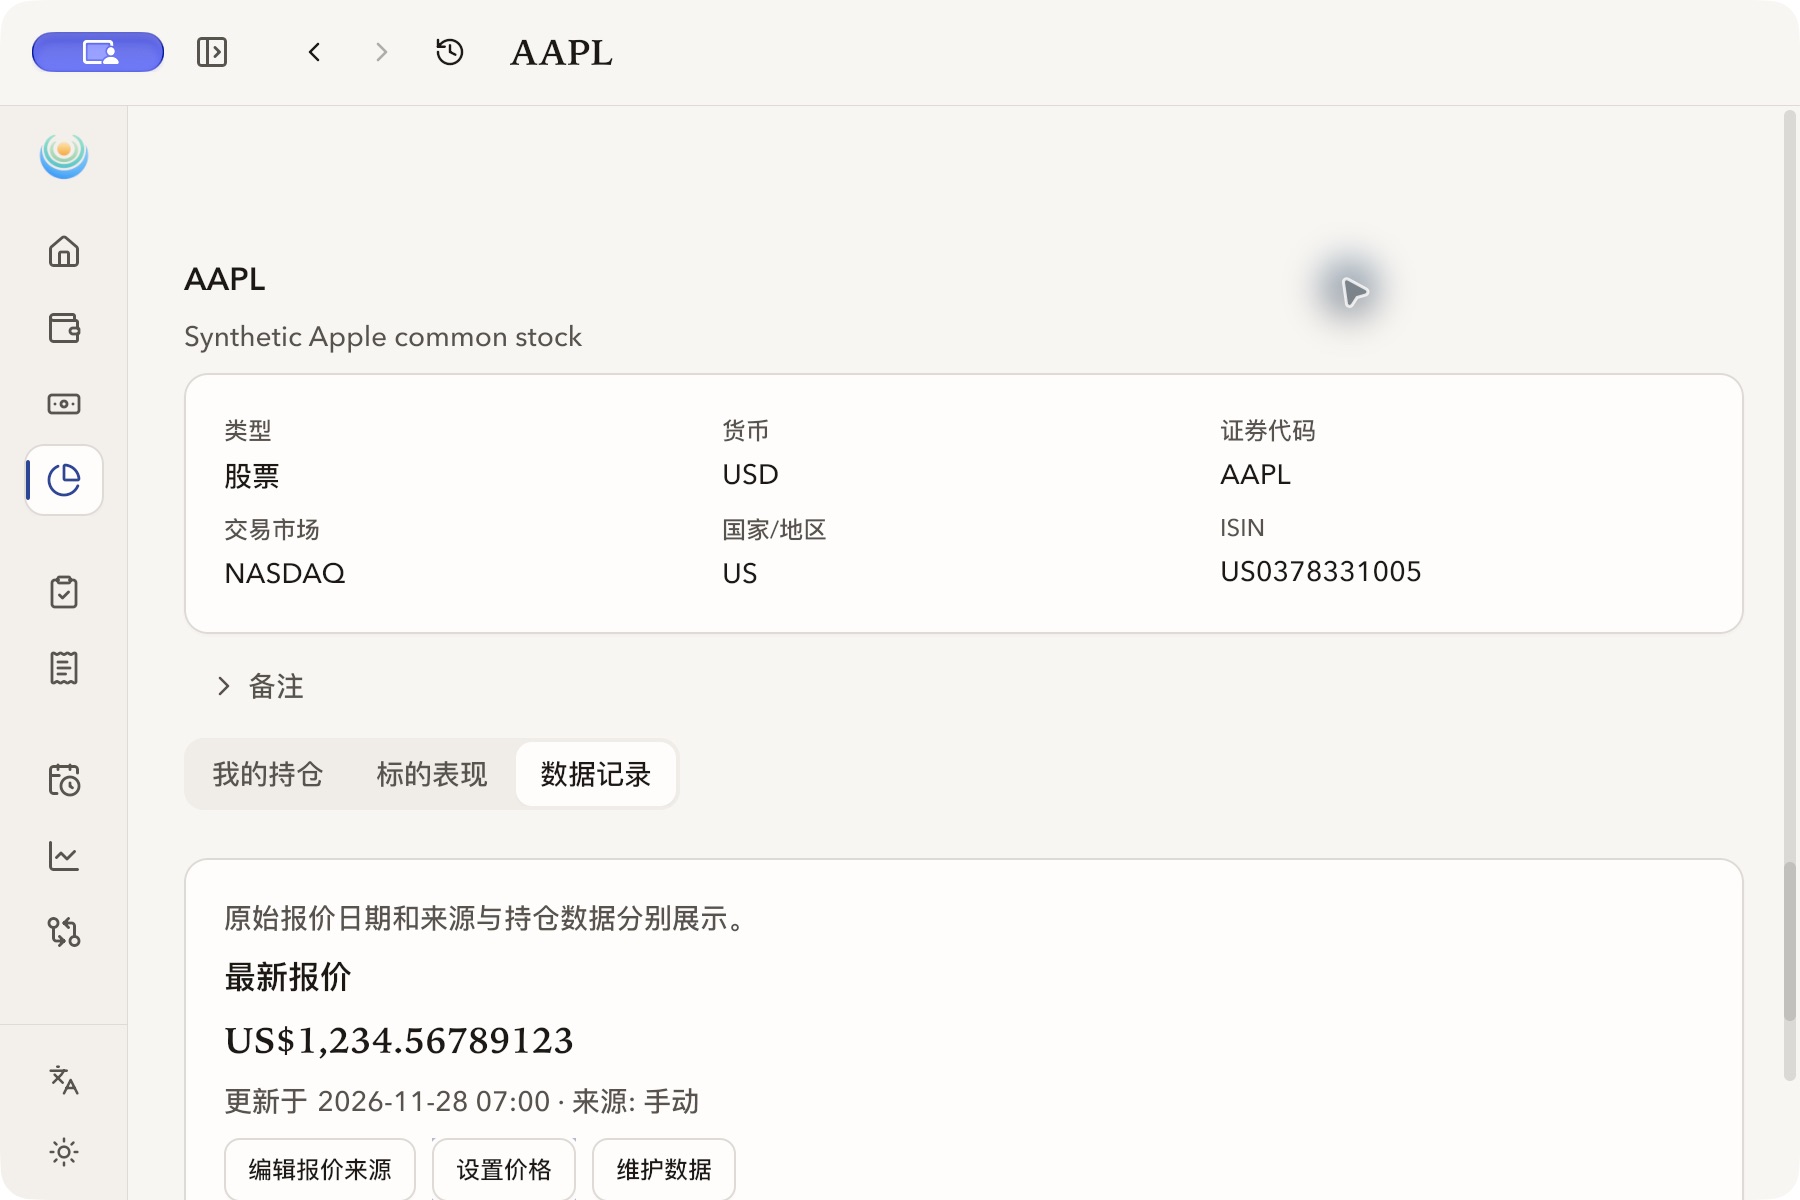 AAPL
AAPL
Synthetic Apple common stock
类型
货币
证券代码
股票
USD
AAPL
交易市场
国家/地区
ISIN
NASDAQ
US
US0378331005
备注
我的持仓
标的表现
数据记录
原始报价日期和来源与持仓数据分别展示。
最新报价
US$1,234.56789123
更新于 2026-11-28 07:00 · 来源: 手动
编辑报价来源
设置价格
维护数据